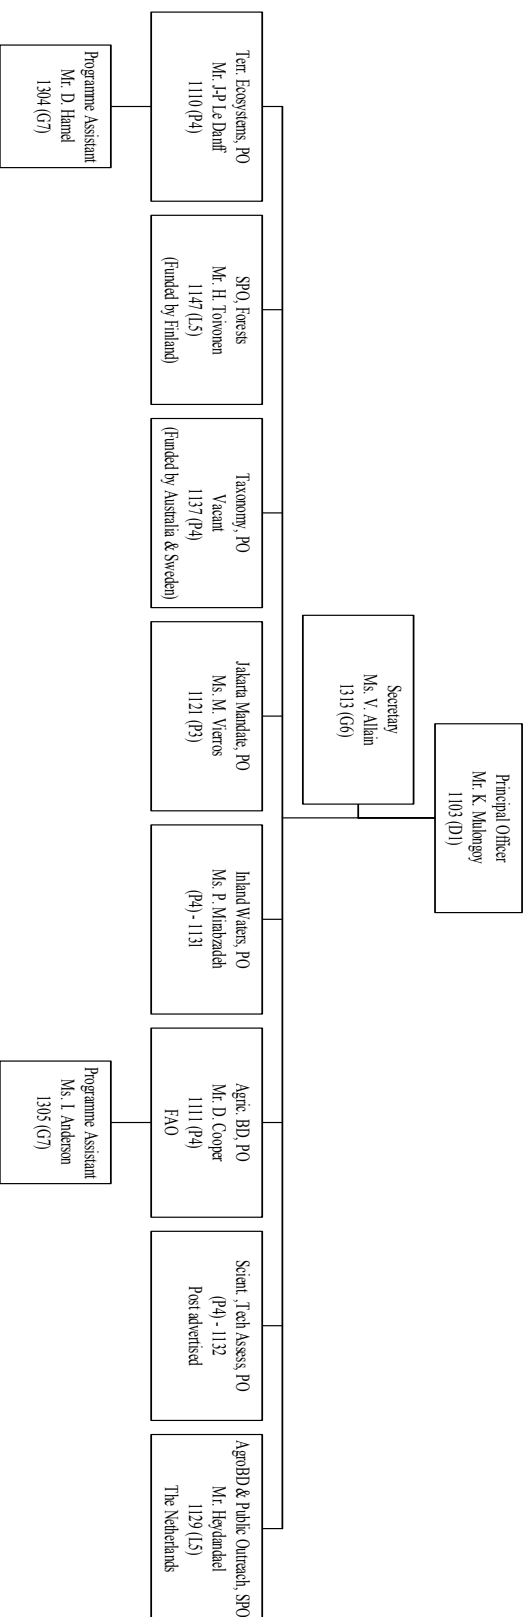 Principal Officer
Mr. K. Mulongoy
1103 (D1)
Secretary
Ms. V. Allain
1313 (G6)
Terr. Ecosystems, PO
Mr. J-P Le Danff
1110 (P4)
SPO, Forests
Mr. H. Toivonen
1147 (L5)
(Funded by Finland)
Taxonomy, PO
Vacant
1137 (P4)
(Funded by Australia & Sweden)
Jakarta Mandate, PO
Ms. M. Vierros
1121 (P3)
Inland Waters, PO
Ms. P. Mirabzadeh
(P4) - 1131
Agric. BD, PO
Mr. D. Cooper
1111 (P4)
FAO
Scient. ,Tech Assess, PO
(P4) - 1132
Post advertised
AgroBD & Public Outreach, SPO
Mr. Heydandael
1129 (L5)
The Netherlands
Programme Assistant
Mr. D. Hamel
1304 (G7)
Programme Assistant
Ms. I. Anderson
1305 (G7)